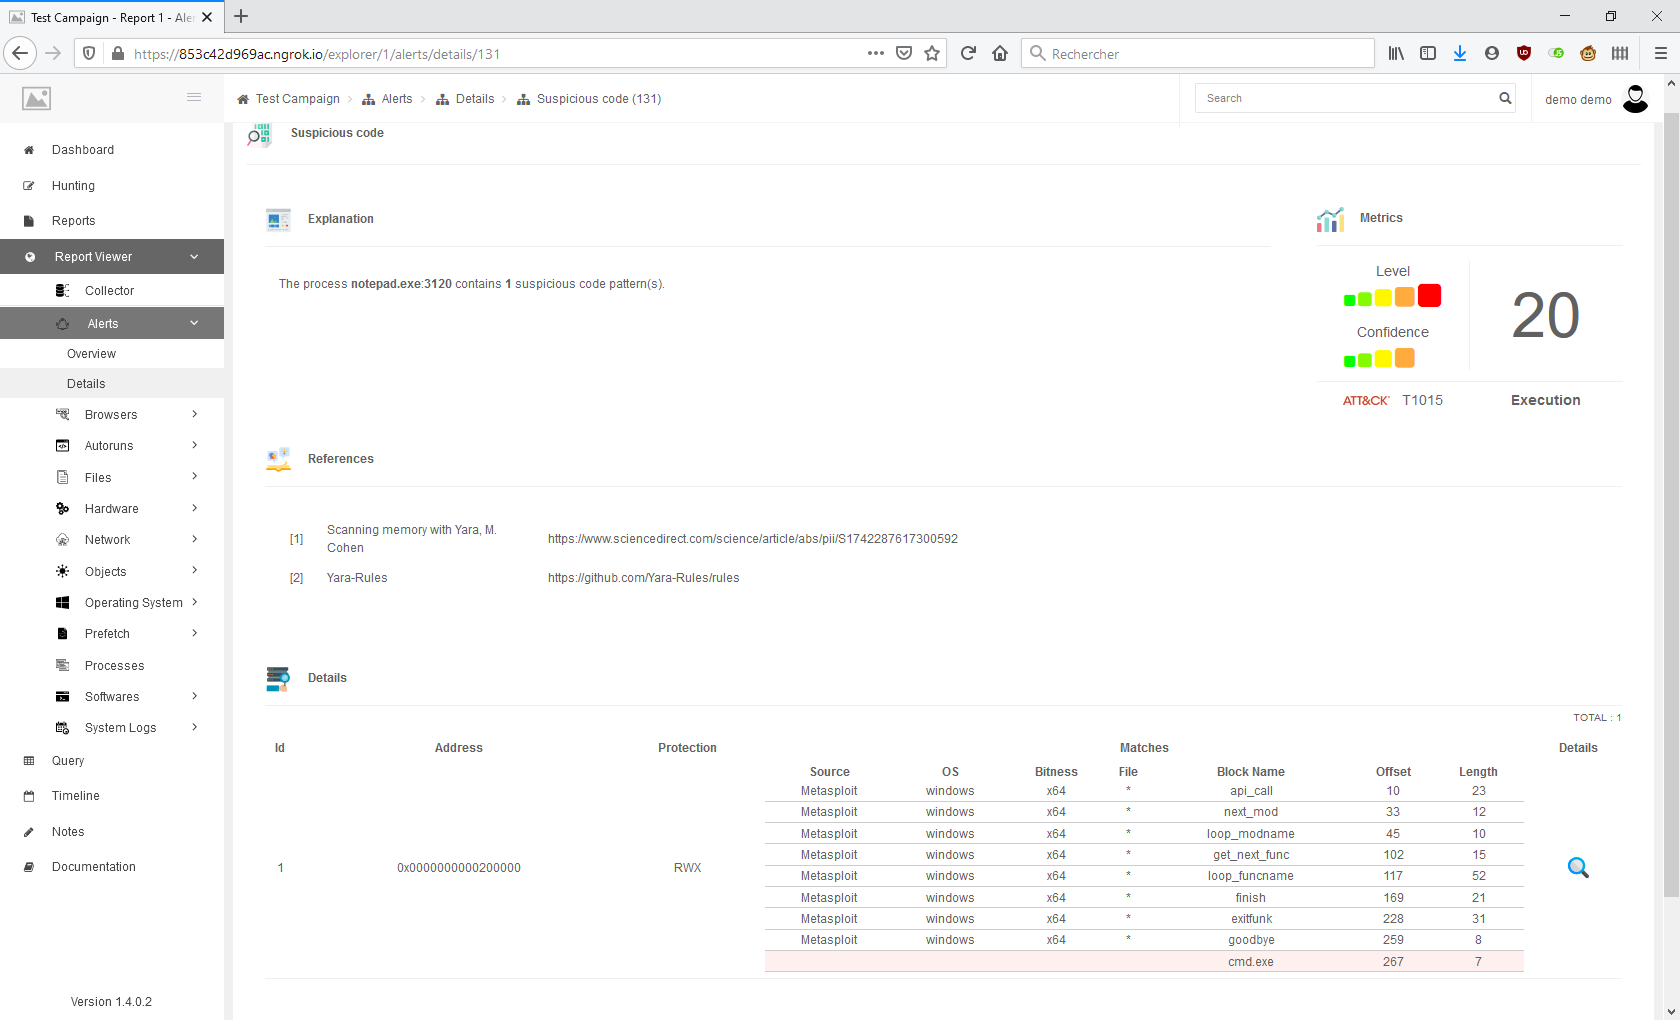 Test Campaign - Report 1 - Aler
https://853c42d969ac.ngrok.io/explorer/1/alerts/details/131
Rechercher
Test Campaign
Alerts
Details
Suspicious code (131)
Search
demo demo
Dashboard
Hunting
Reports
Report Viewer
Collector
Alerts
Overview
Details
Browsers
Autoruns
Files
Hardware
Network
Objects
Operating System
Prefetch
Processes
Softwares
System Logs
Query
Timeline
Notes
Documentation
Version 1.4.0.2
Suspicious code
Explanation
The process notepad.exe:3120 contains 1 suspicious code pattern(s).
Metrics
Level
Confidence
20
ATT&CK T1015
Execution
References
[1] Scanning memory with Yara, M. Cohen https://www.sciencedirect.com/science/article/abs/pii/S1742287617300592
[2] Yara-Rules https://github.com/Yara-Rules/rules
Details
TOTAL : 1
Id Address Protection Matches Details
Source OS Bitness File Block Name Offset Length
Metasploit windows x64 * api_call 10 23
Metasploit windows x64 * next_mod 33 12
Metasploit windows x64 * loop_modname 45 10
Metasploit windows x64 * get_next_func 102 15
1 0x0000000000200000 RWX
Metasploit windows x64 * loop_funcname 117 52
Metasploit windows x64 * finish 169 21
Metasploit windows x64 * exitfunk 228 31
Metasploit windows x64 * goodbye 259 8
cmd.exe 267 7